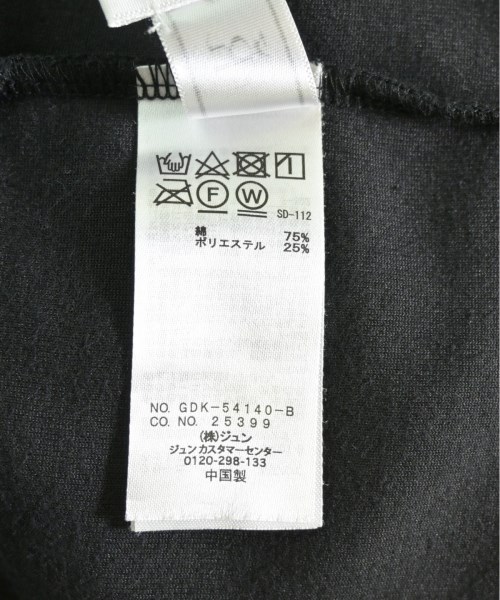 F W
SD-112
綿 75%
ポリエステル 25%
NO. GDK-54140-B
CO. NO. 25399
(株)ジュン
ジュンカスタマーセンター
0120-298-133
中国製